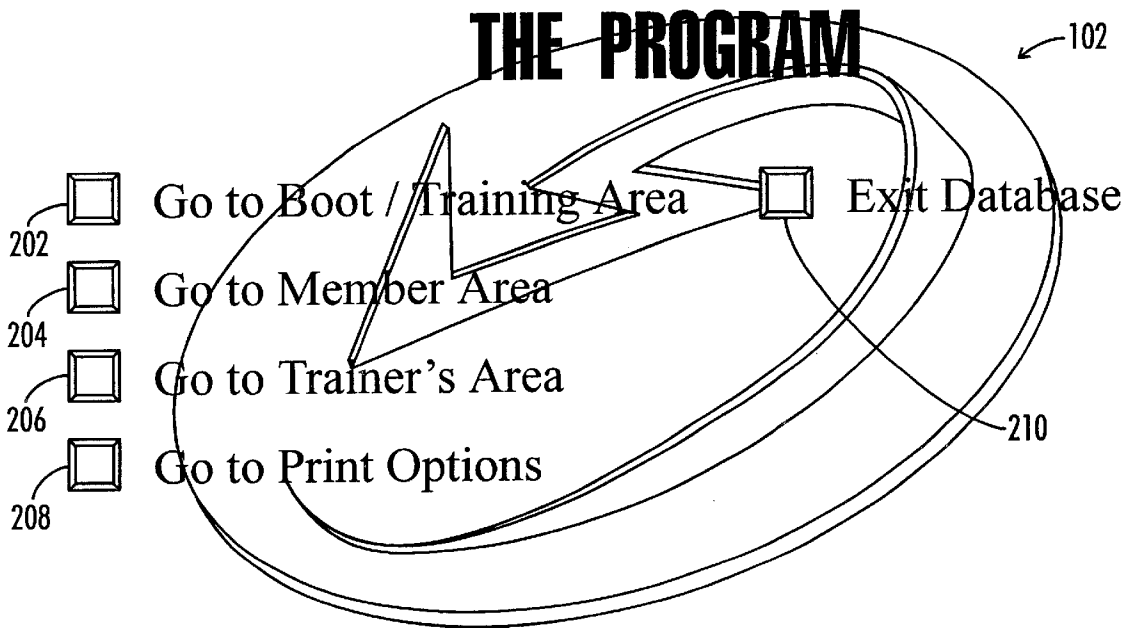 THE PROGRAM
102
Go to Boot / Training Area
Exit Database
202
Go to Member Area
204
Go to Trainer's Area
206
210
Go to Print Options
208